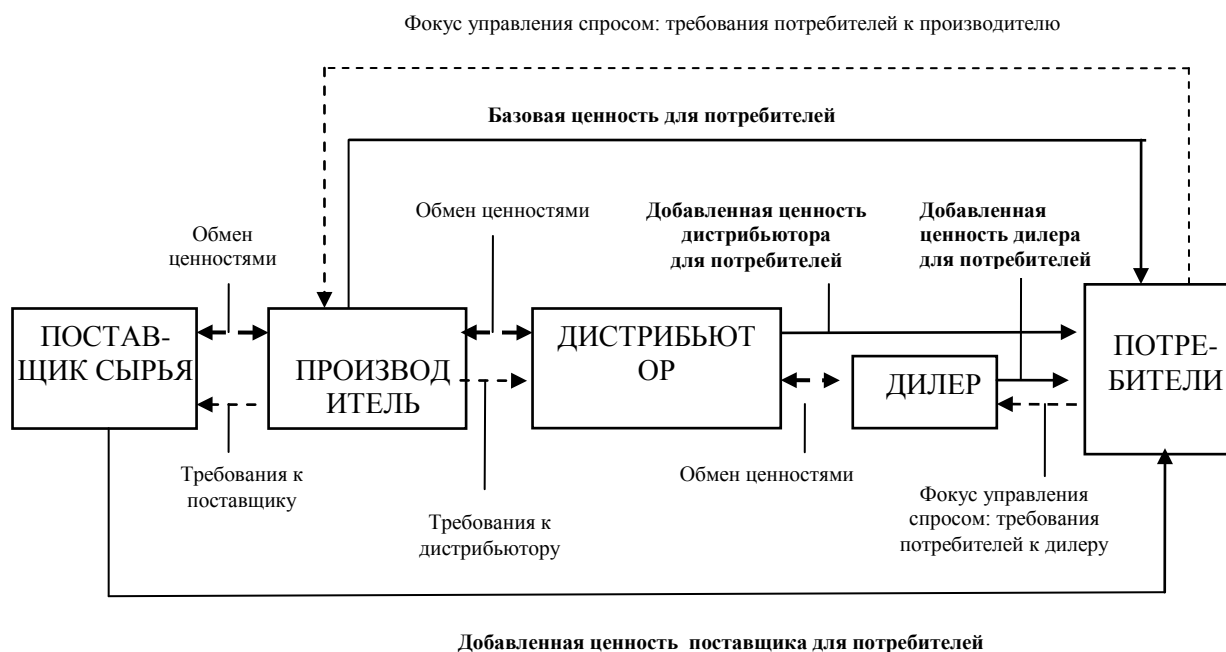 Фокус управления спросом: требования потребителей к производителю
Базовая ценность для потребителей
Обмен
ценностями
Обмен ценностями
Добавленная ценность
дистрибьютора
для потребителей
Добавленная
ценность дилера
для потребителей
ПОСТАВ-
ЩИК СЫРЬЯ
ПРОИЗВОД
ИТЕЛЬ
ДИСТРИБЬЮТ
ОР
ДИЛЕР
ПОТРЕ-
БИТЕЛИ
Требования к
поставщику
Требования к
дистрибьютору
Обмен ценностями
Фокус управления
спросом: требования
потребителей к дилеру
Добавленная ценность поставщика для потребителей